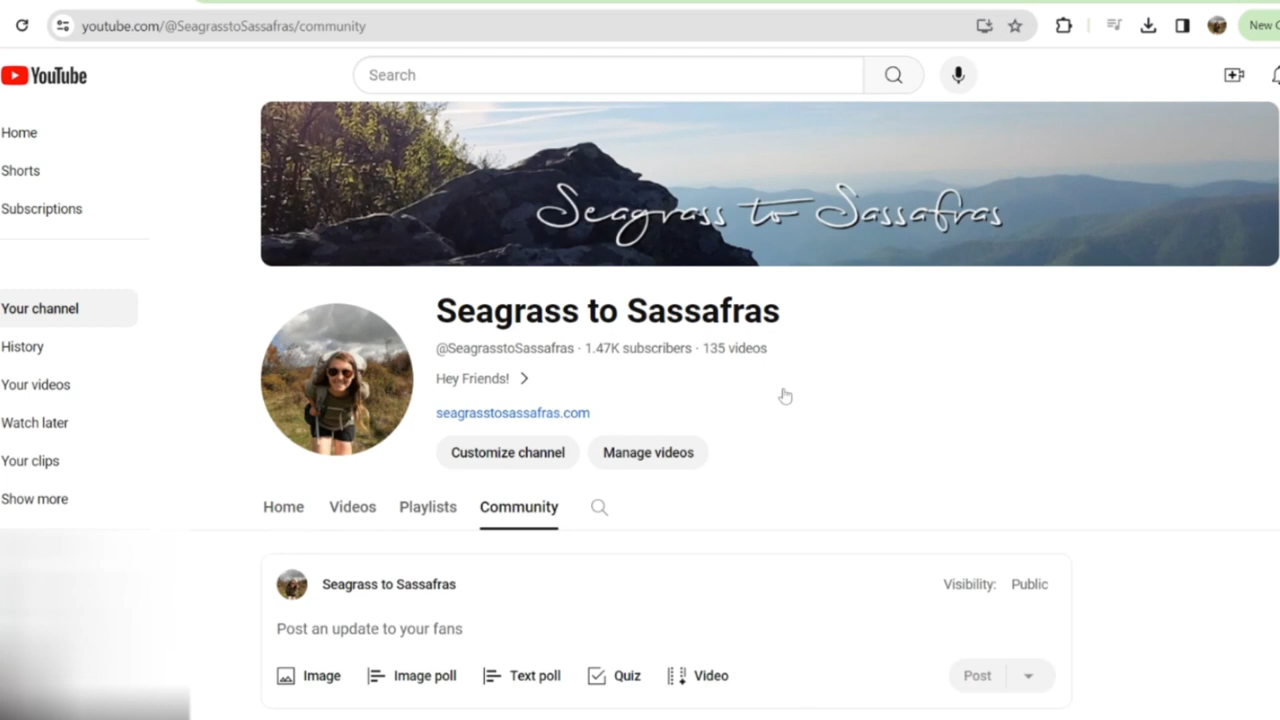 youtube.com/@SeagrasstoSassafras/community
New C
YouTube
Search
Home
Shorts
Subscriptions
Your channel
History
Your videos
Watch later
Your clips
Show more
Seagrass to Sassafras
Seagrass to Sassafras
@SeagrasstoSassafras · 1.47K subscribers · 135 videos
Hey Friends!
seagrasstosassafras.com
Customize channel Manage videos
Home Videos Playlists Community
Seagrass to Sassafras Visibility: Public
Post an update to your fans
Image Image poll Text poll Quiz Video Post